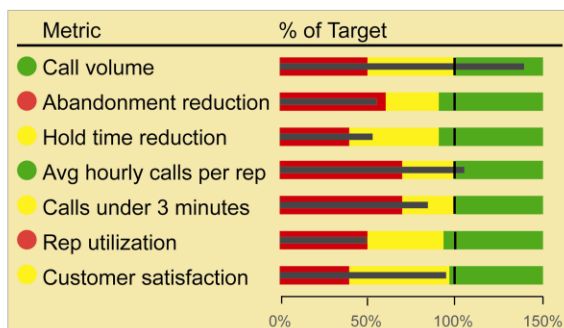 Metric % of Target
Call volume
Abandonment reduction
Hold time reduction
Avg hourly calls per rep
Calls under 3 minutes
Rep utilization
Customer satisfaction
0% 50% 100% 150%